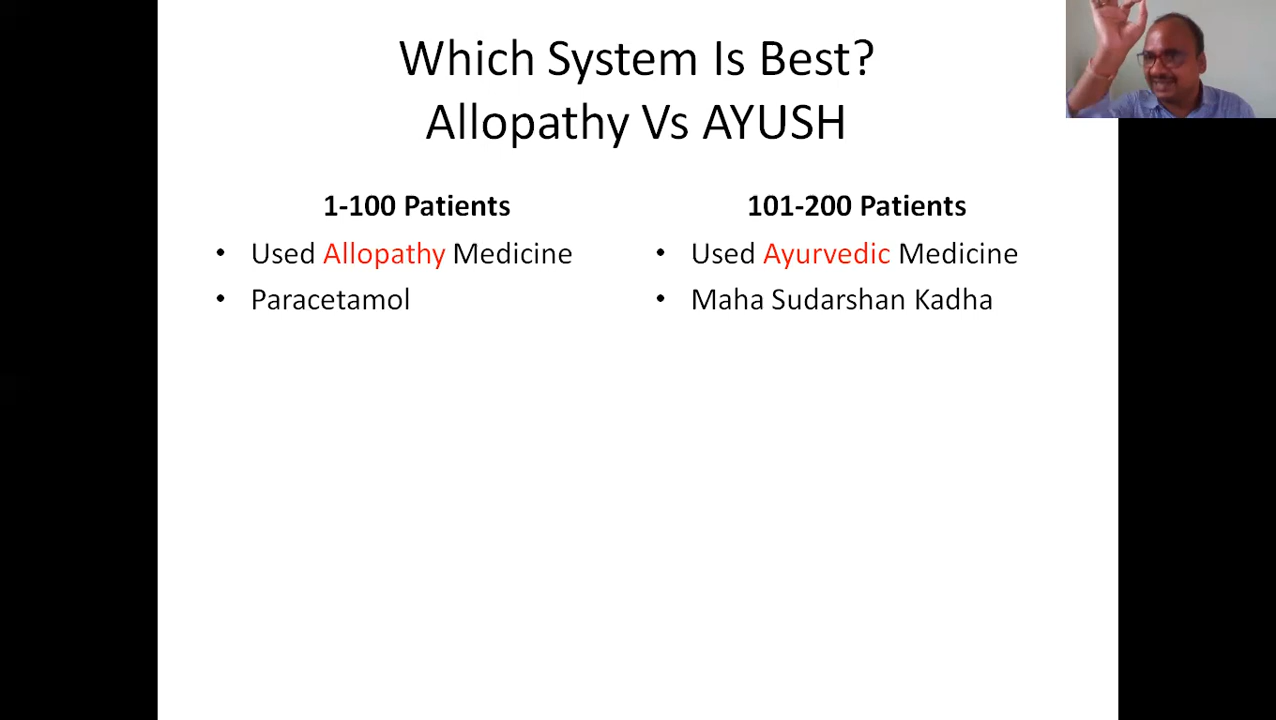 Which System Is Best?
Allopathy Vs AYUSH
1-100 Patients
• Used Allopathy Medicine
• Paracetamol
101-200 Patients
• Used Ayurvedic Medicine
• Maha Sudarshan Kadha